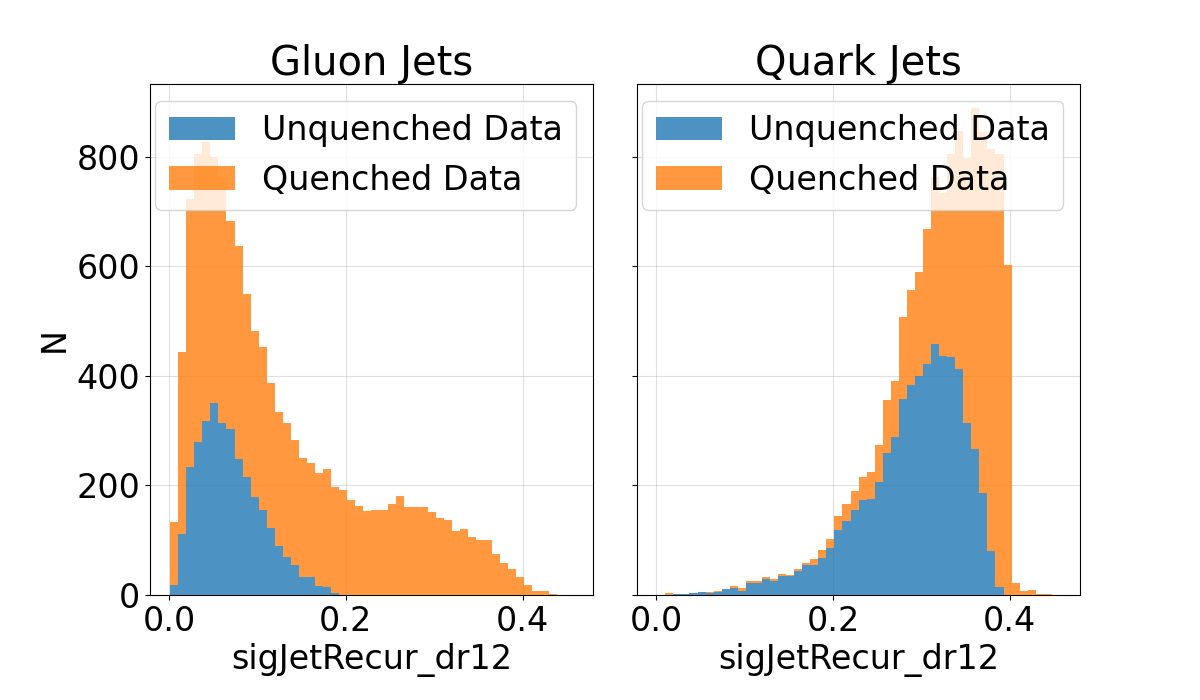 Gluon Jets
Unquenched Data
Quenched Data
800
600
400
200
0
N
0.0 0.2 0.4
sigJetRecur_dr12
Quark Jets
Unquenched Data
Quenched Data
0.0 0.2 0.4
sigJetRecur_dr12